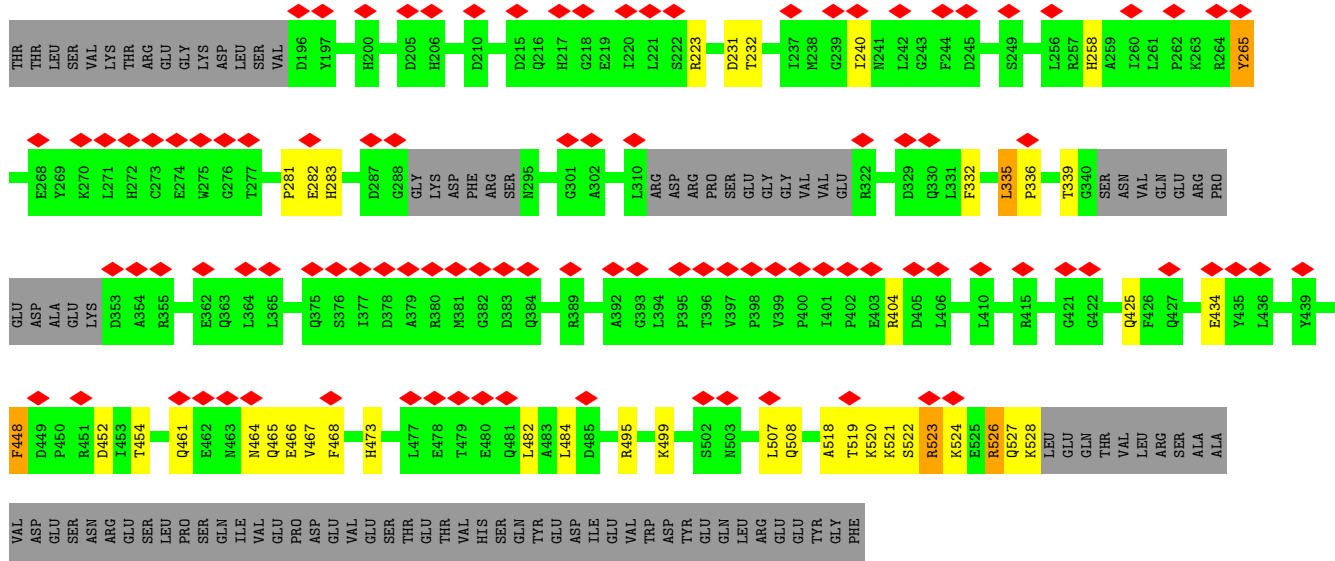 THR THR LEU SER VAL LYS THR ARG GLU GLY LYS ASP LEU SER VAL D196 Y197 H200 D205 H206 D210 D215 Q216 H217 G218 E219 I220 L221 S222 R223 D231 T232 I237 M238 G239 I240 N241 L242 G243 F244 D245 S249 L256 R257 H258 A259 I260 L261 P262 K263 R264 Y265
E268 Y269 K270 L271 H272 C273 E274 W275 G276 T277 P281 E282 H283 D287 G288 GLY LYS ASP PHE ARG SER N295 G301 A302 L310 ARG ASP ARG PRO SER GLU GLY GLY VAL VAL GLU R322 D329 Q330 L331 F332 L335 P336 T339 G340 SER ASN VAL GLN GLU ARG PRO
GLU ASP ALA GLU LYS D353 A354 R355 E362 Q363 L364 L365 Q375 S376 I377 D378 A379 R380 M381 G382 D383 Q384 R389 A392 G393 L394 P395 T396 V397 P398 V399 P400 I401 P402 E403 R404 D405 L406 L410 R415 G421 G422 Q425 F426 Q427 E434 Y435 L436 Y439
F448 D449 P450 R451 D452 I453 T454 Q461 E462 N463 N464 Q465 E466 V467 F468 H473 L477 E478 T479 E480 Q481 L482 A483 L484 D485 R495 K499 S502 N503 L507 Q508 A518 T519 K520 K521 S522 R523 K524 E525 R526 Q527 K528 LEU GLU GLN THR VAL LEU ARG SER ALA ALA
VAL ASP GLU SER ASN ARG GLU SER LEU PRO SER GLN ILE VAL GLU PRO ASP GLU VAL GLU SER THR GLU THR VAL HIS SER GLN TYR GLU ASP ILE GLU VAL TRP ASP TYR GLU GLN LEU ARG GLU GLU TYR GLY PHE